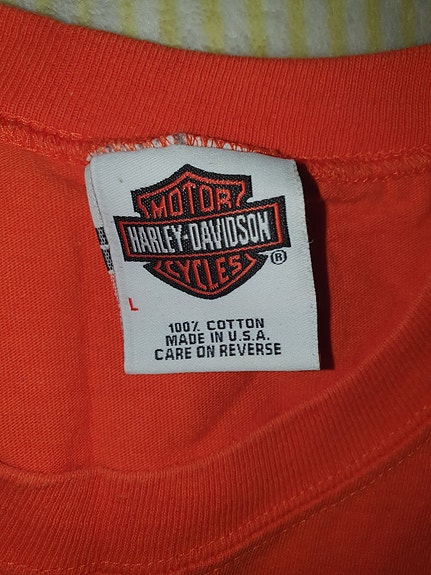 MOTOR
HARLEY-DAVIDSON
CYCLES
®
L
100% COTTON
MADE IN U.S.A.
CARE ON REVERSE